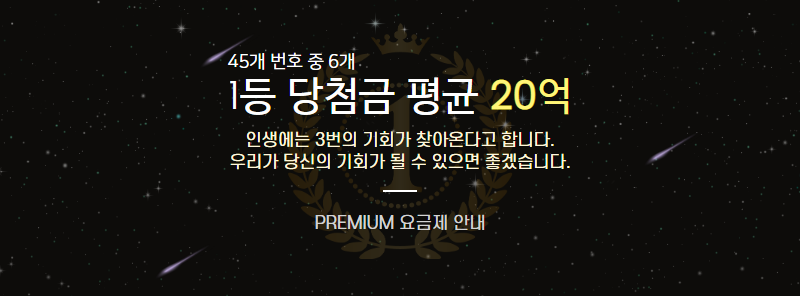 45개 번호 중 6개
1등 당첨금 평균 20억
인생에는 3번의 기회가 찾아온다고 합니다.
우리가 당신의 기회가 될 수 있으면 좋겠습니다.
PREMIUM 요금제 안내